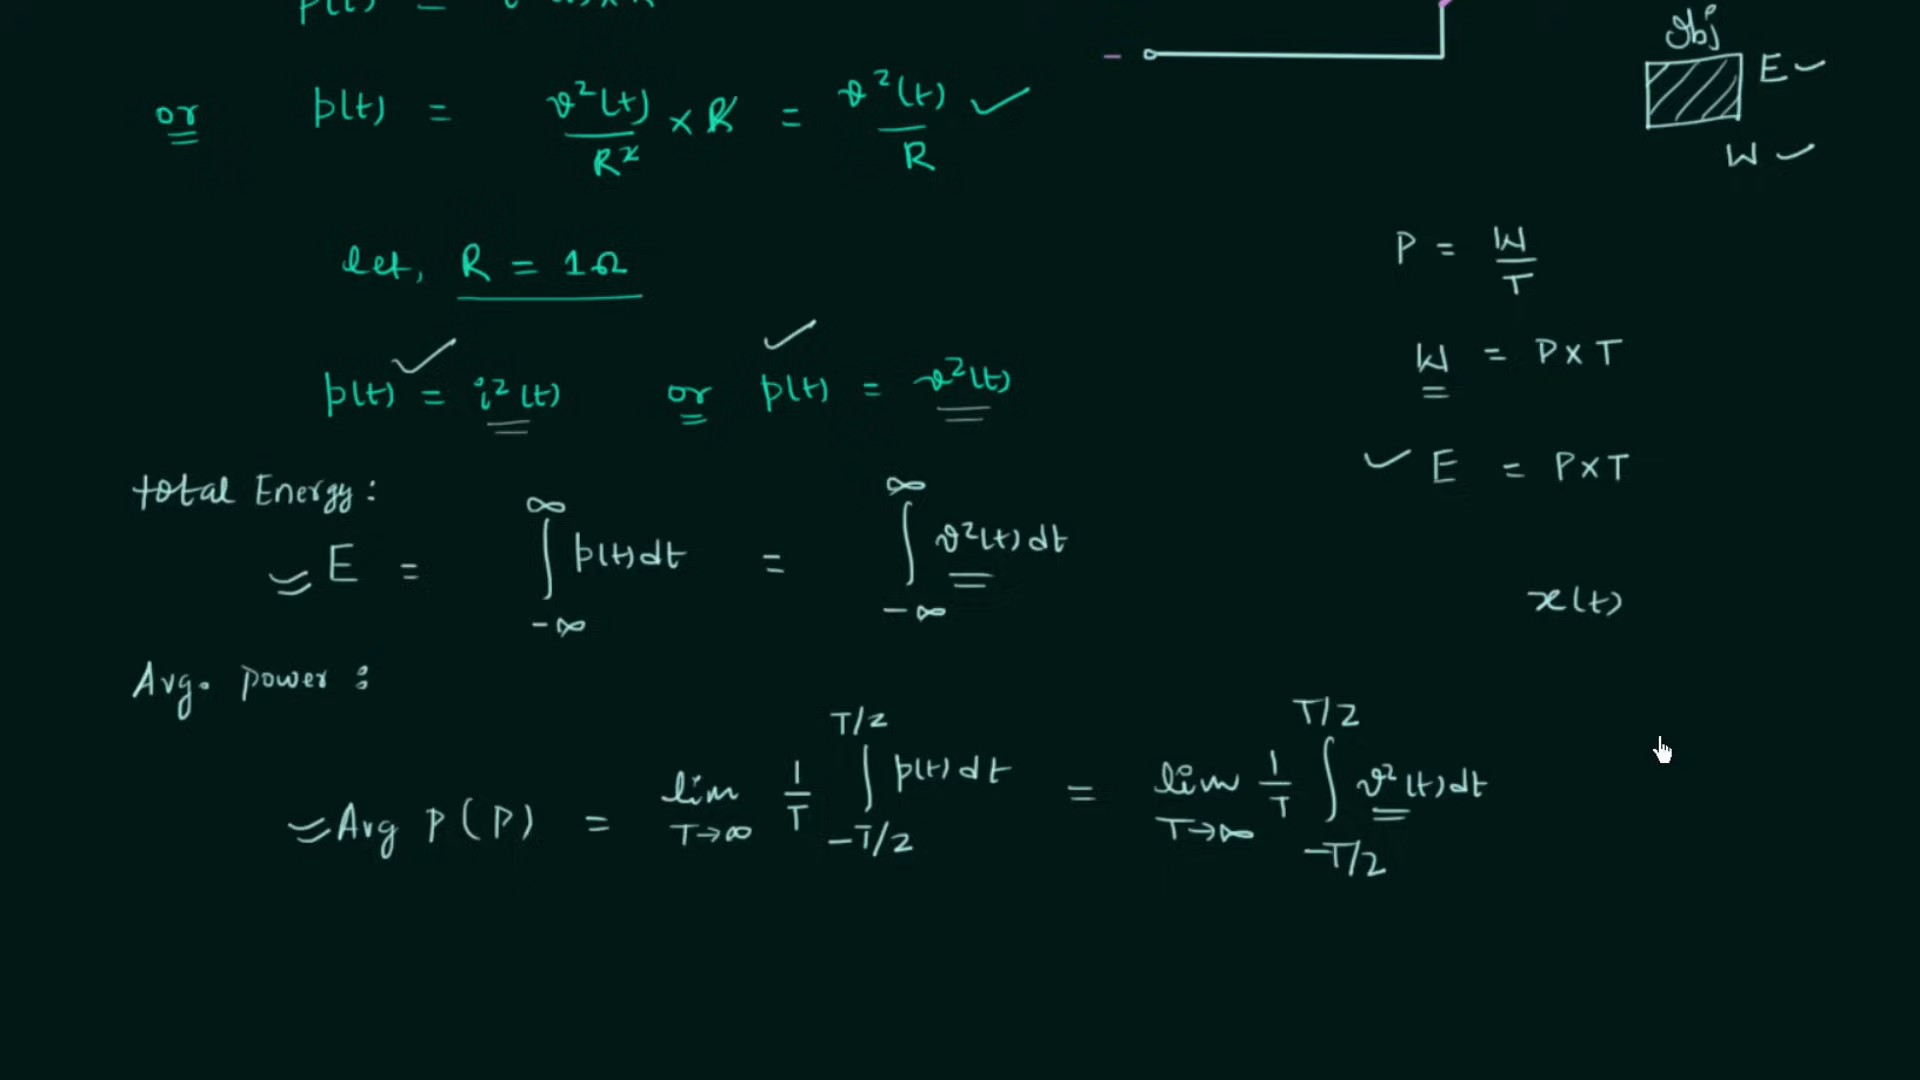 or p(t) = v²(t)/R² × R = v²(t)/R ✓
Obj
E ✓
W ✓
let, R = 1Ω
P = W/T
p(t) = i²(t) or p(t) = v²(t)
W = P×T
✓ E = P×T
total Energy:
E = ∫_{-∞}^{∞} p(t)dt = ∫_{-∞}^{∞} v²(t)dt
x(t)
Avg. power:
Avg P(P) = lim_{T→∞} 1/T ∫_{-T/2}^{T/2} p(t)dt = lim_{T→∞} 1/T ∫_{-T/2}^{T/2} v²(t)dt